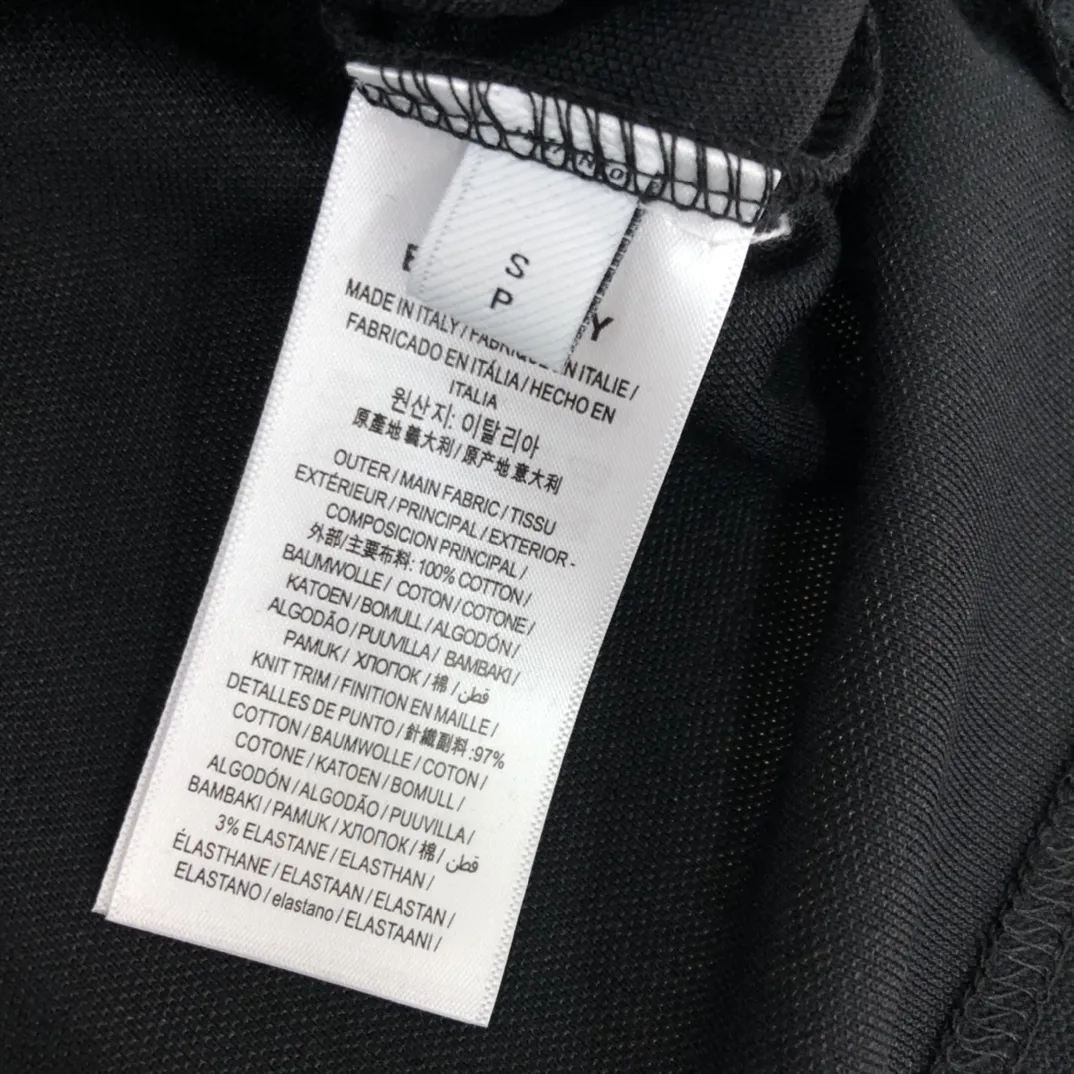 S
P
Y
MADE IN ITALY / FABRIQUÉ EN ITALIE /
FABRICADO EN ITÁLIA / HECHO EN
ITALIA
원산지: 이탈리아
原產地 義大利 / 原产地 意大利
OUTER / MAIN FABRIC / TISSU
EXTÉRIEUR / PRINCIPAL / EXTERIOR -
COMPOSICION PRINCIPAL /
外部/主要布料: 100% COTTON /
BAUMWOLLE / COTON / COTONE /
KATOEN / BOMULL / ALGODÓN /
ALGODÃO / PUUVILLA / BAMBAKI /
PAMUK / ХЛОПОК / 棉 / قطن
KNIT TRIM / FINITION EN MAILLE /
DETALLES DE PUNTO / 針織副料 :97%
COTTON / BAUMWOLLE / COTON /
COTONE / KATOEN / BOMULL /
ALGODÓN / ALGODÃO / PUUVILLA /
BAMBAKI / PAMUK / ХЛОПОК / 棉 / قطن
3% ELASTANE / ELASTHAN /
ÉLASTHANE / ELASTAAN / ELASTAN /
ELASTANO / elastano / ELASTAANI /